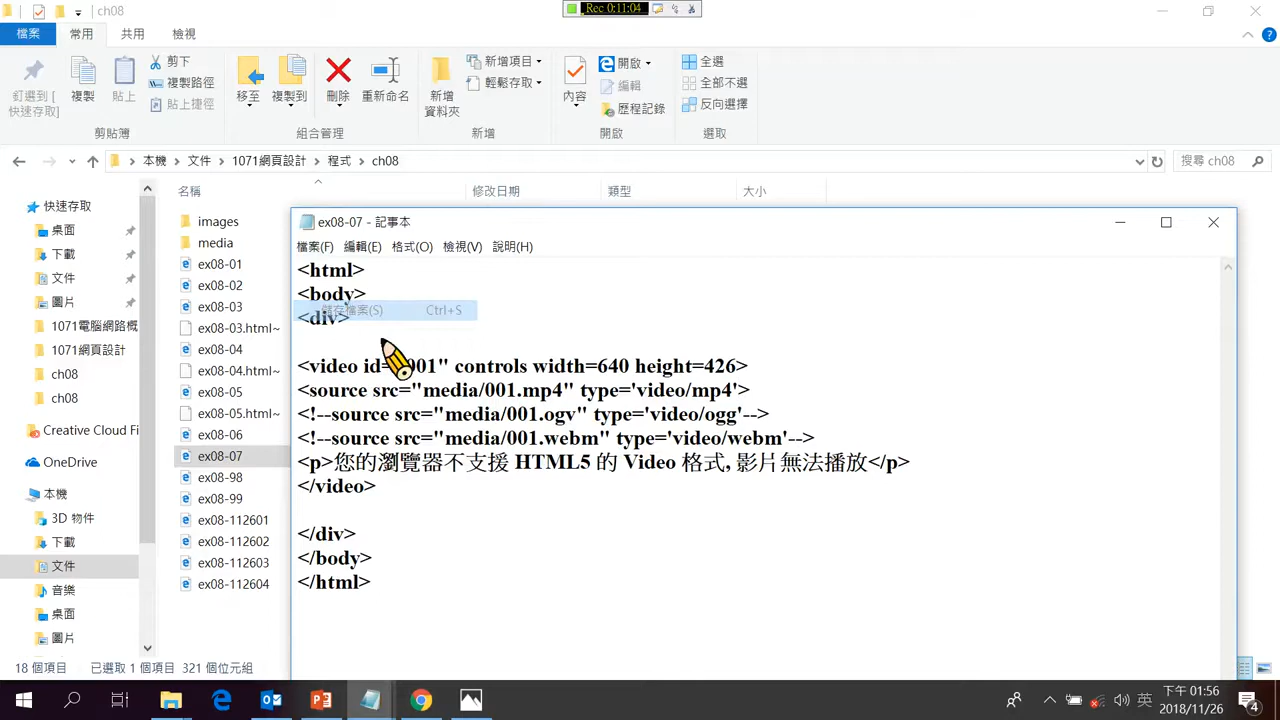 ch08
Rec 0:11:04
檔案 常用 共用 檢視
釘選到 [
快速存取]
複製
貼上
剪下
複製路徑
貼上捷徑
剪貼簿
移至
複製到
刪除
重新命名
組合管理
新增
資料夾
新增項目
輕鬆存取
新增
內容
開啟
編輯
歷程記錄
開啟
全選
全部不選
反向選擇
選取
本機 > 文件 > 1071網頁設計 > 程式 > ch08
搜尋 ch08
快速存取
桌面
下載
文件
圖片
1071電腦網路概
1071網頁設計
ch08
ch08
Creative Cloud Fi
OneDrive
本機
3D 物件
下載
文件
音樂
桌面
圖片
名稱 修改日期 類型 大小
images
media
ex08-01
ex08-02
ex08-03
ex08-03.html~
ex08-04
ex08-04.html~
ex08-05
ex08-05.html~
ex08-06
ex08-07
ex08-98
ex08-99
ex08-112601
ex08-112602
ex08-112603
ex08-112604
ex08-07 - 記事本
檔案(F) 編輯(E) 格式(O) 檢視(V) 說明(H)
<html>
<body>
儲存檔案(S) Ctrl+S
<div>
<video id= 001" controls width=640 height=426>
<source src="media/001.mp4" type='video/mp4'>
<!--source src="media/001.ogv" type='video/ogg'-->
<!--source src="media/001.webm" type='video/webm'-->
<p>您的瀏覽器不支援 HTML5 的 Video 格式, 影片無法播放</p>
</video>
</div>
</body>
</html>
18 個項目 已選取 1 個項目 321 個位元組
英
下午 01:56
2018/11/26
4